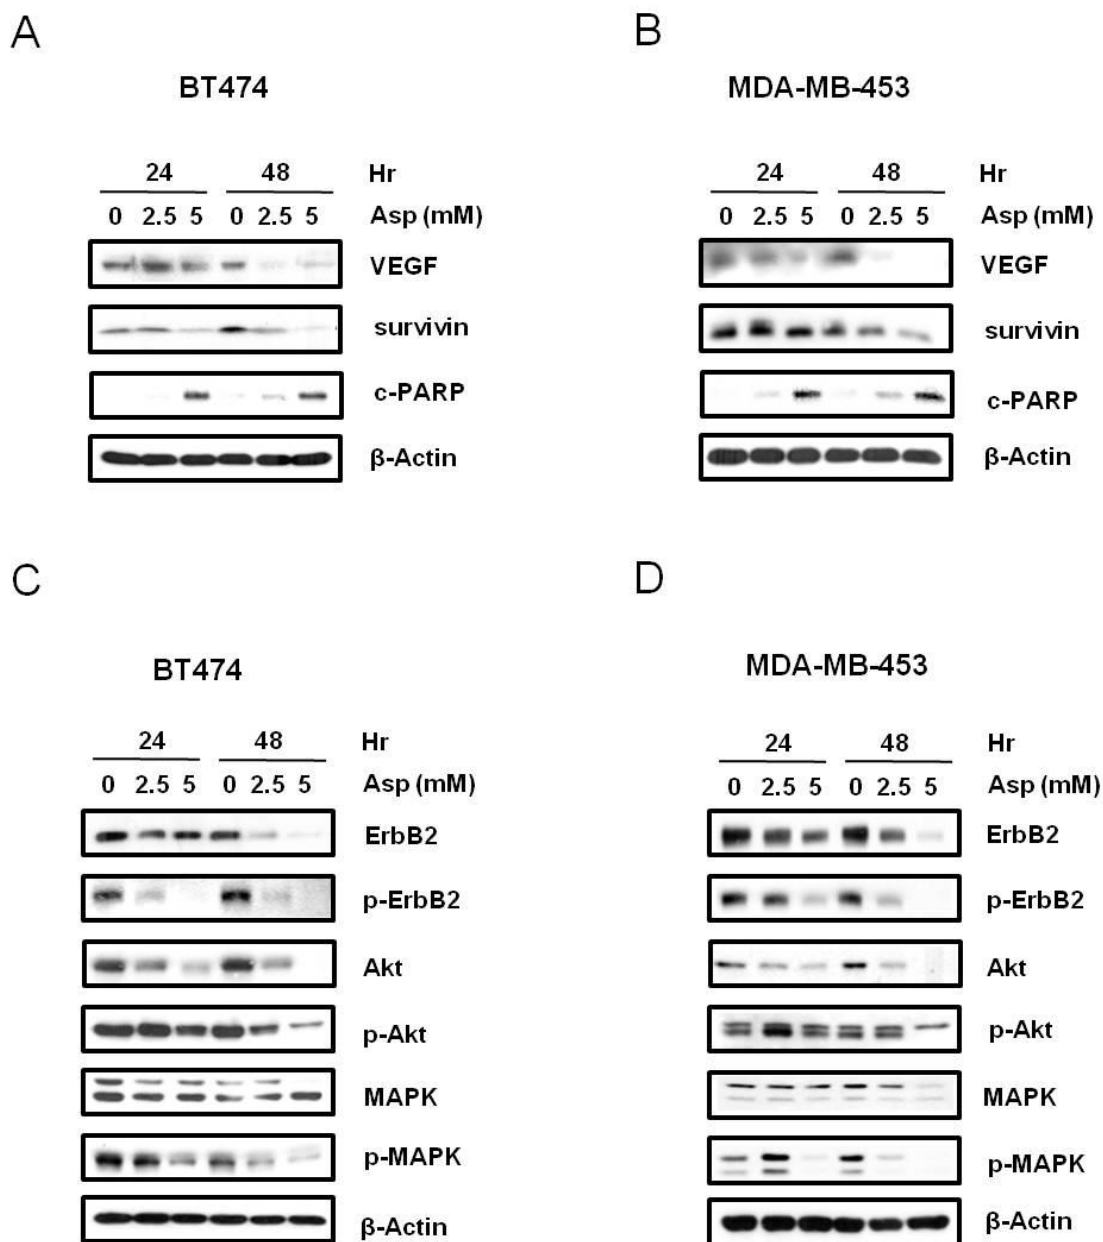 A
BT474
24 48 Hr
0 2.5 5 0 2.5 5 Asp (mM)
VEGF
survivin
c-PARP
β-Actin
B
MDA-MB-453
24 48 Hr
0 2.5 5 0 2.5 5 Asp (mM)
VEGF
survivin
c-PARP
β-Actin
C
BT474
24 48 Hr
0 2.5 5 0 2.5 5 Asp (mM)
ErbB2
p-ErbB2
Akt
p-Akt
MAPK
p-MAPK
β-Actin
D
MDA-MB-453
24 48 Hr
0 2.5 5 0 2.5 5 Asp (mM)
ErbB2
p-ErbB2
Akt
p-Akt
MAPK
p-MAPK
β-Actin